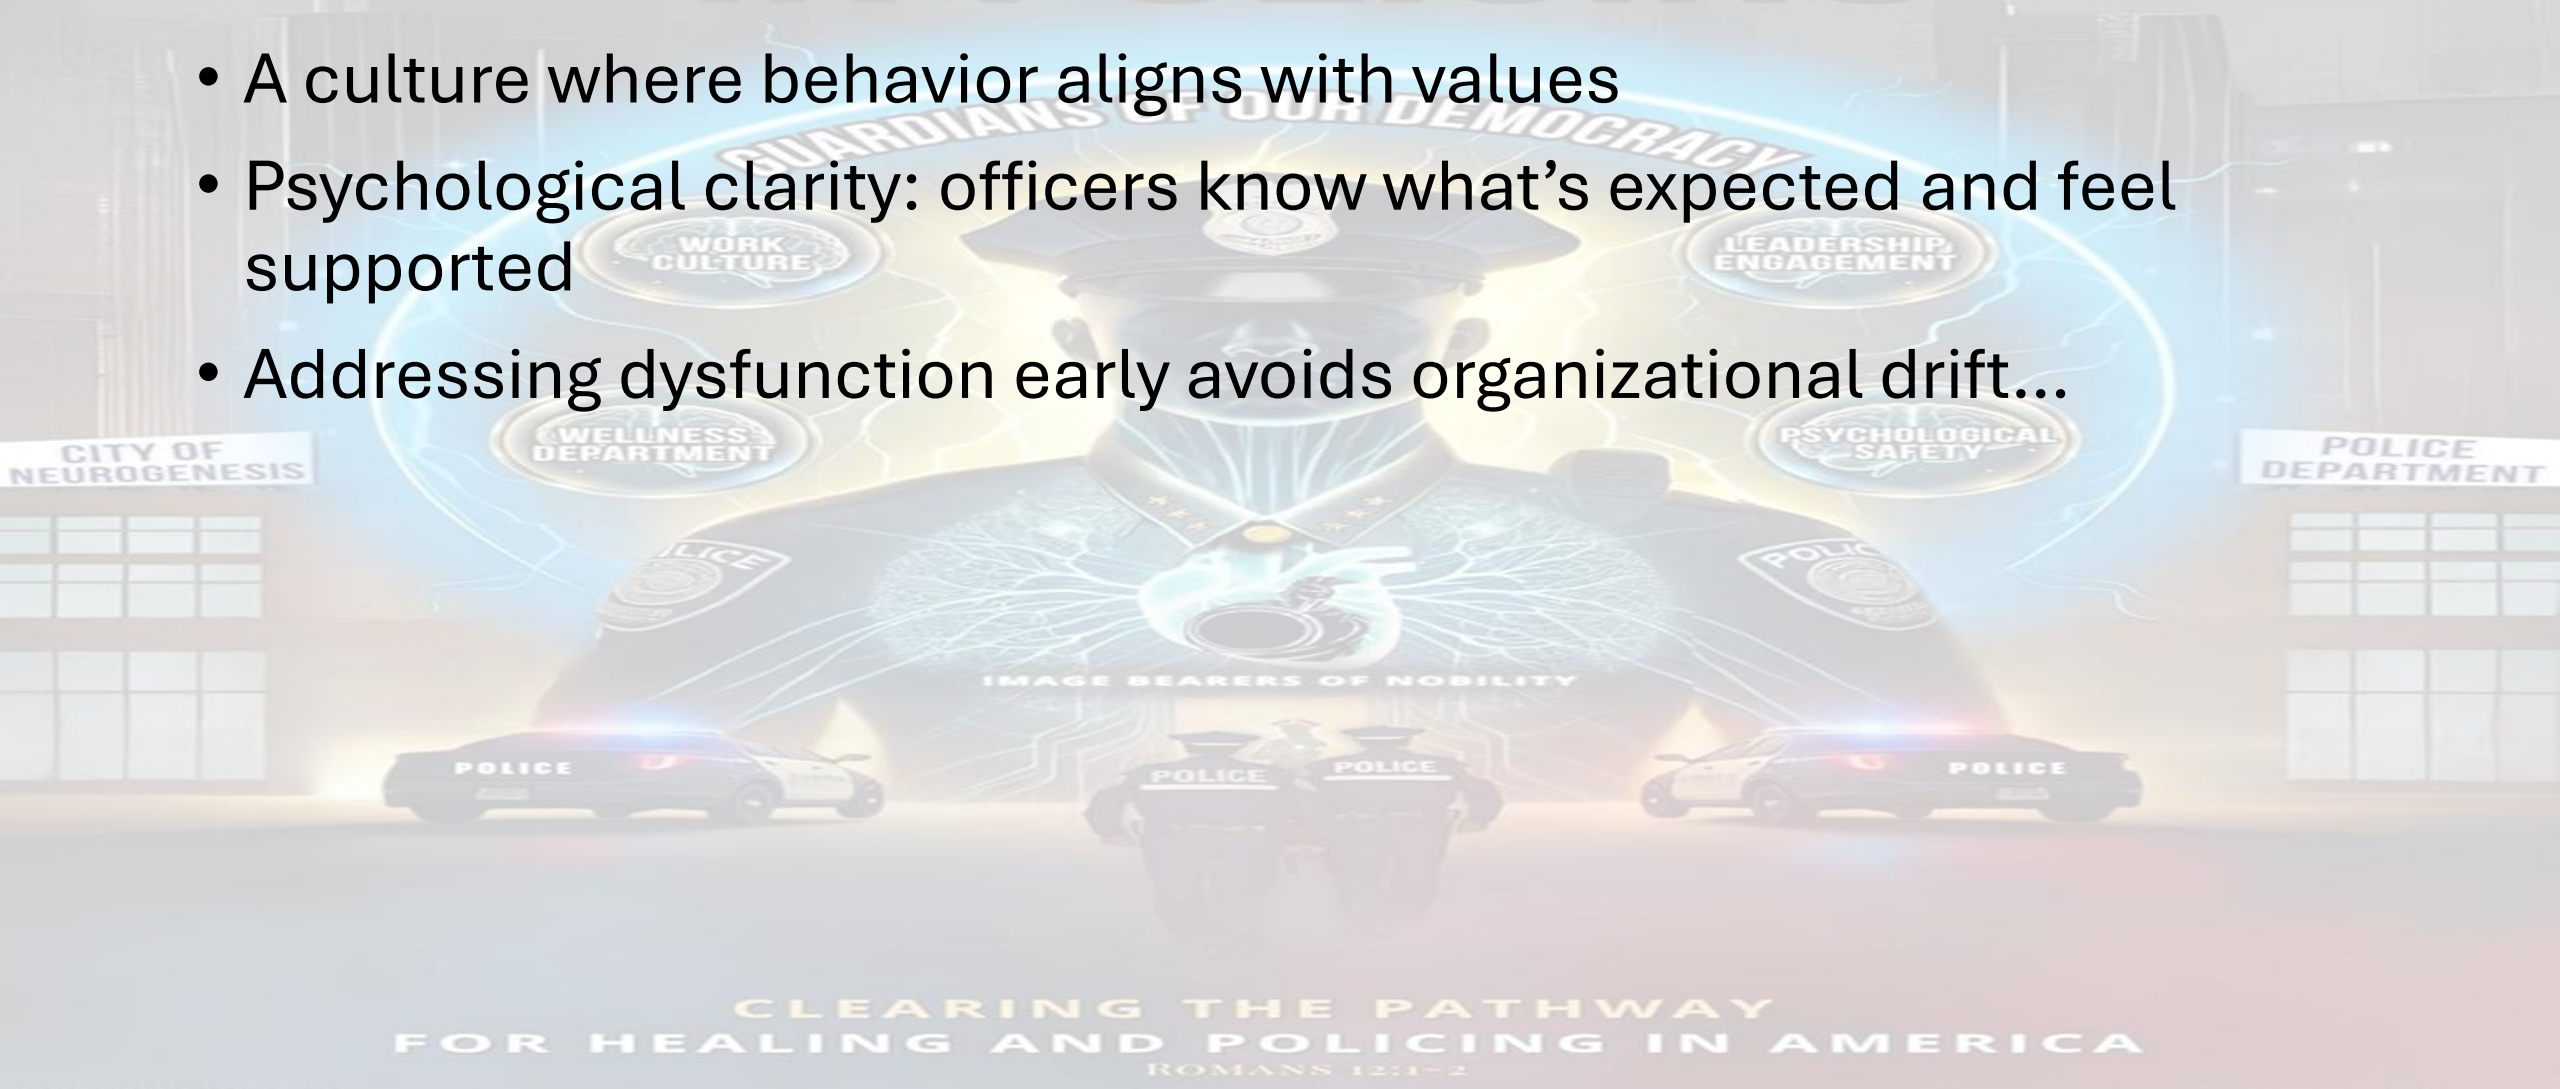 • A culture where behavior aligns with values
GUARDIANS OF OUR DEMOCRACY
• Psychological clarity: officers know what’s expected and feel
supported
WORK
CULTURE
LEADERSHIP
ENGAGEMENT
• Addressing dysfunction early avoids organizational drift...
WELLNESS
DEPARTMENT
PSYCHOLOGICAL
SAFETY
CITY OF
NEUROGENESIS
POLICE
DEPARTMENT
POLICE
IMAGE BEARERS OF NOBILITY
POLICE
POLICE
POLICE
POLICE
CLEARING THE PATHWAY
FOR HEALING AND POLICING IN AMERICA
ROMANS 12:1-2